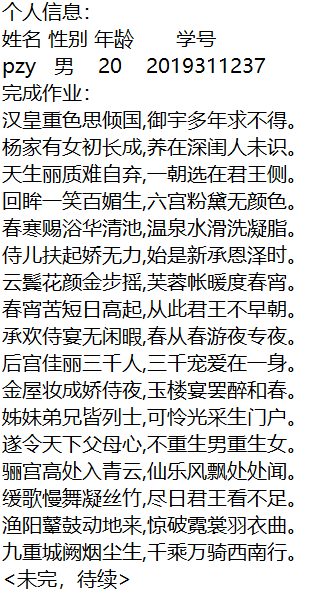 个人信息：
姓名 性别 年龄 学号
pzy 男 20 2019311237
完成作业：
汉皇重色思倾国,御宇多年求不得。
杨家有女初长成,养在深闺人未识。
天生丽质难自弃,一朝选在君王侧。
回眸一笑百媚生,六宫粉黛无颜色。
春寒赐浴华清池,温泉水滑洗凝脂。
侍儿扶起娇无力,始是新承恩泽时。
云鬓花颜金步摇,芙蓉帐暖度春宵。
春宵苦短日高起,从此君王不早朝。
承欢侍宴无闲暇,春从春游夜专夜。
后宫佳丽三千人,三千宠爱在一身。
金屋妆成娇侍夜,玉楼宴罢醉和春。
姊妹弟兄皆列士,可怜光采生门户。
遂令天下父母心,不重生男重生女。
骊宫高处入青云,仙乐风飘处处闻。
缓歌慢舞凝丝竹,尽日君王看不足。
渔阳鼙鼓动地来,惊破霓裳羽衣曲。
九重城阙烟尘生,千乘万骑西南行。
<未完，待续>